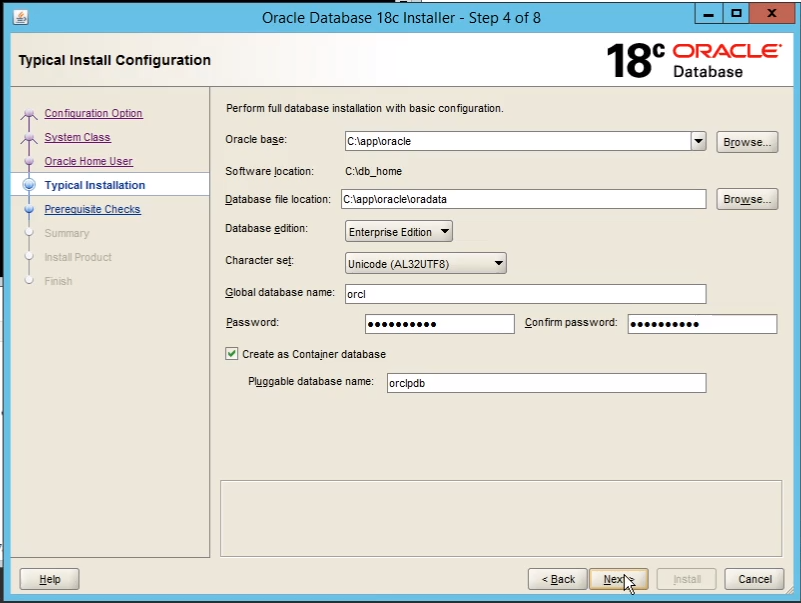 Oracle Database 18c Installer - Step 4 of 8
Typical Install Configuration
18c ORACLE
Database
Configuration Option
System Class
Oracle Home User
Typical Installation
Prerequisite Checks
Summary
Install Product
Finish
Perform full database installation with basic configuration.
Oracle base: C:\app\oracle Browse...
Software location: C:\db_home
Database file location: C:\app\oracle\oradata Browse...
Database edition: Enterprise Edition
Character set: Unicode (AL32UTF8)
Global database name: orcl
Password: ●●●●●●●●●● Confirm password: ●●●●●●●●●●
Create as Container database
Pluggable database name: orclpdb
Help < Back Next > Install Cancel